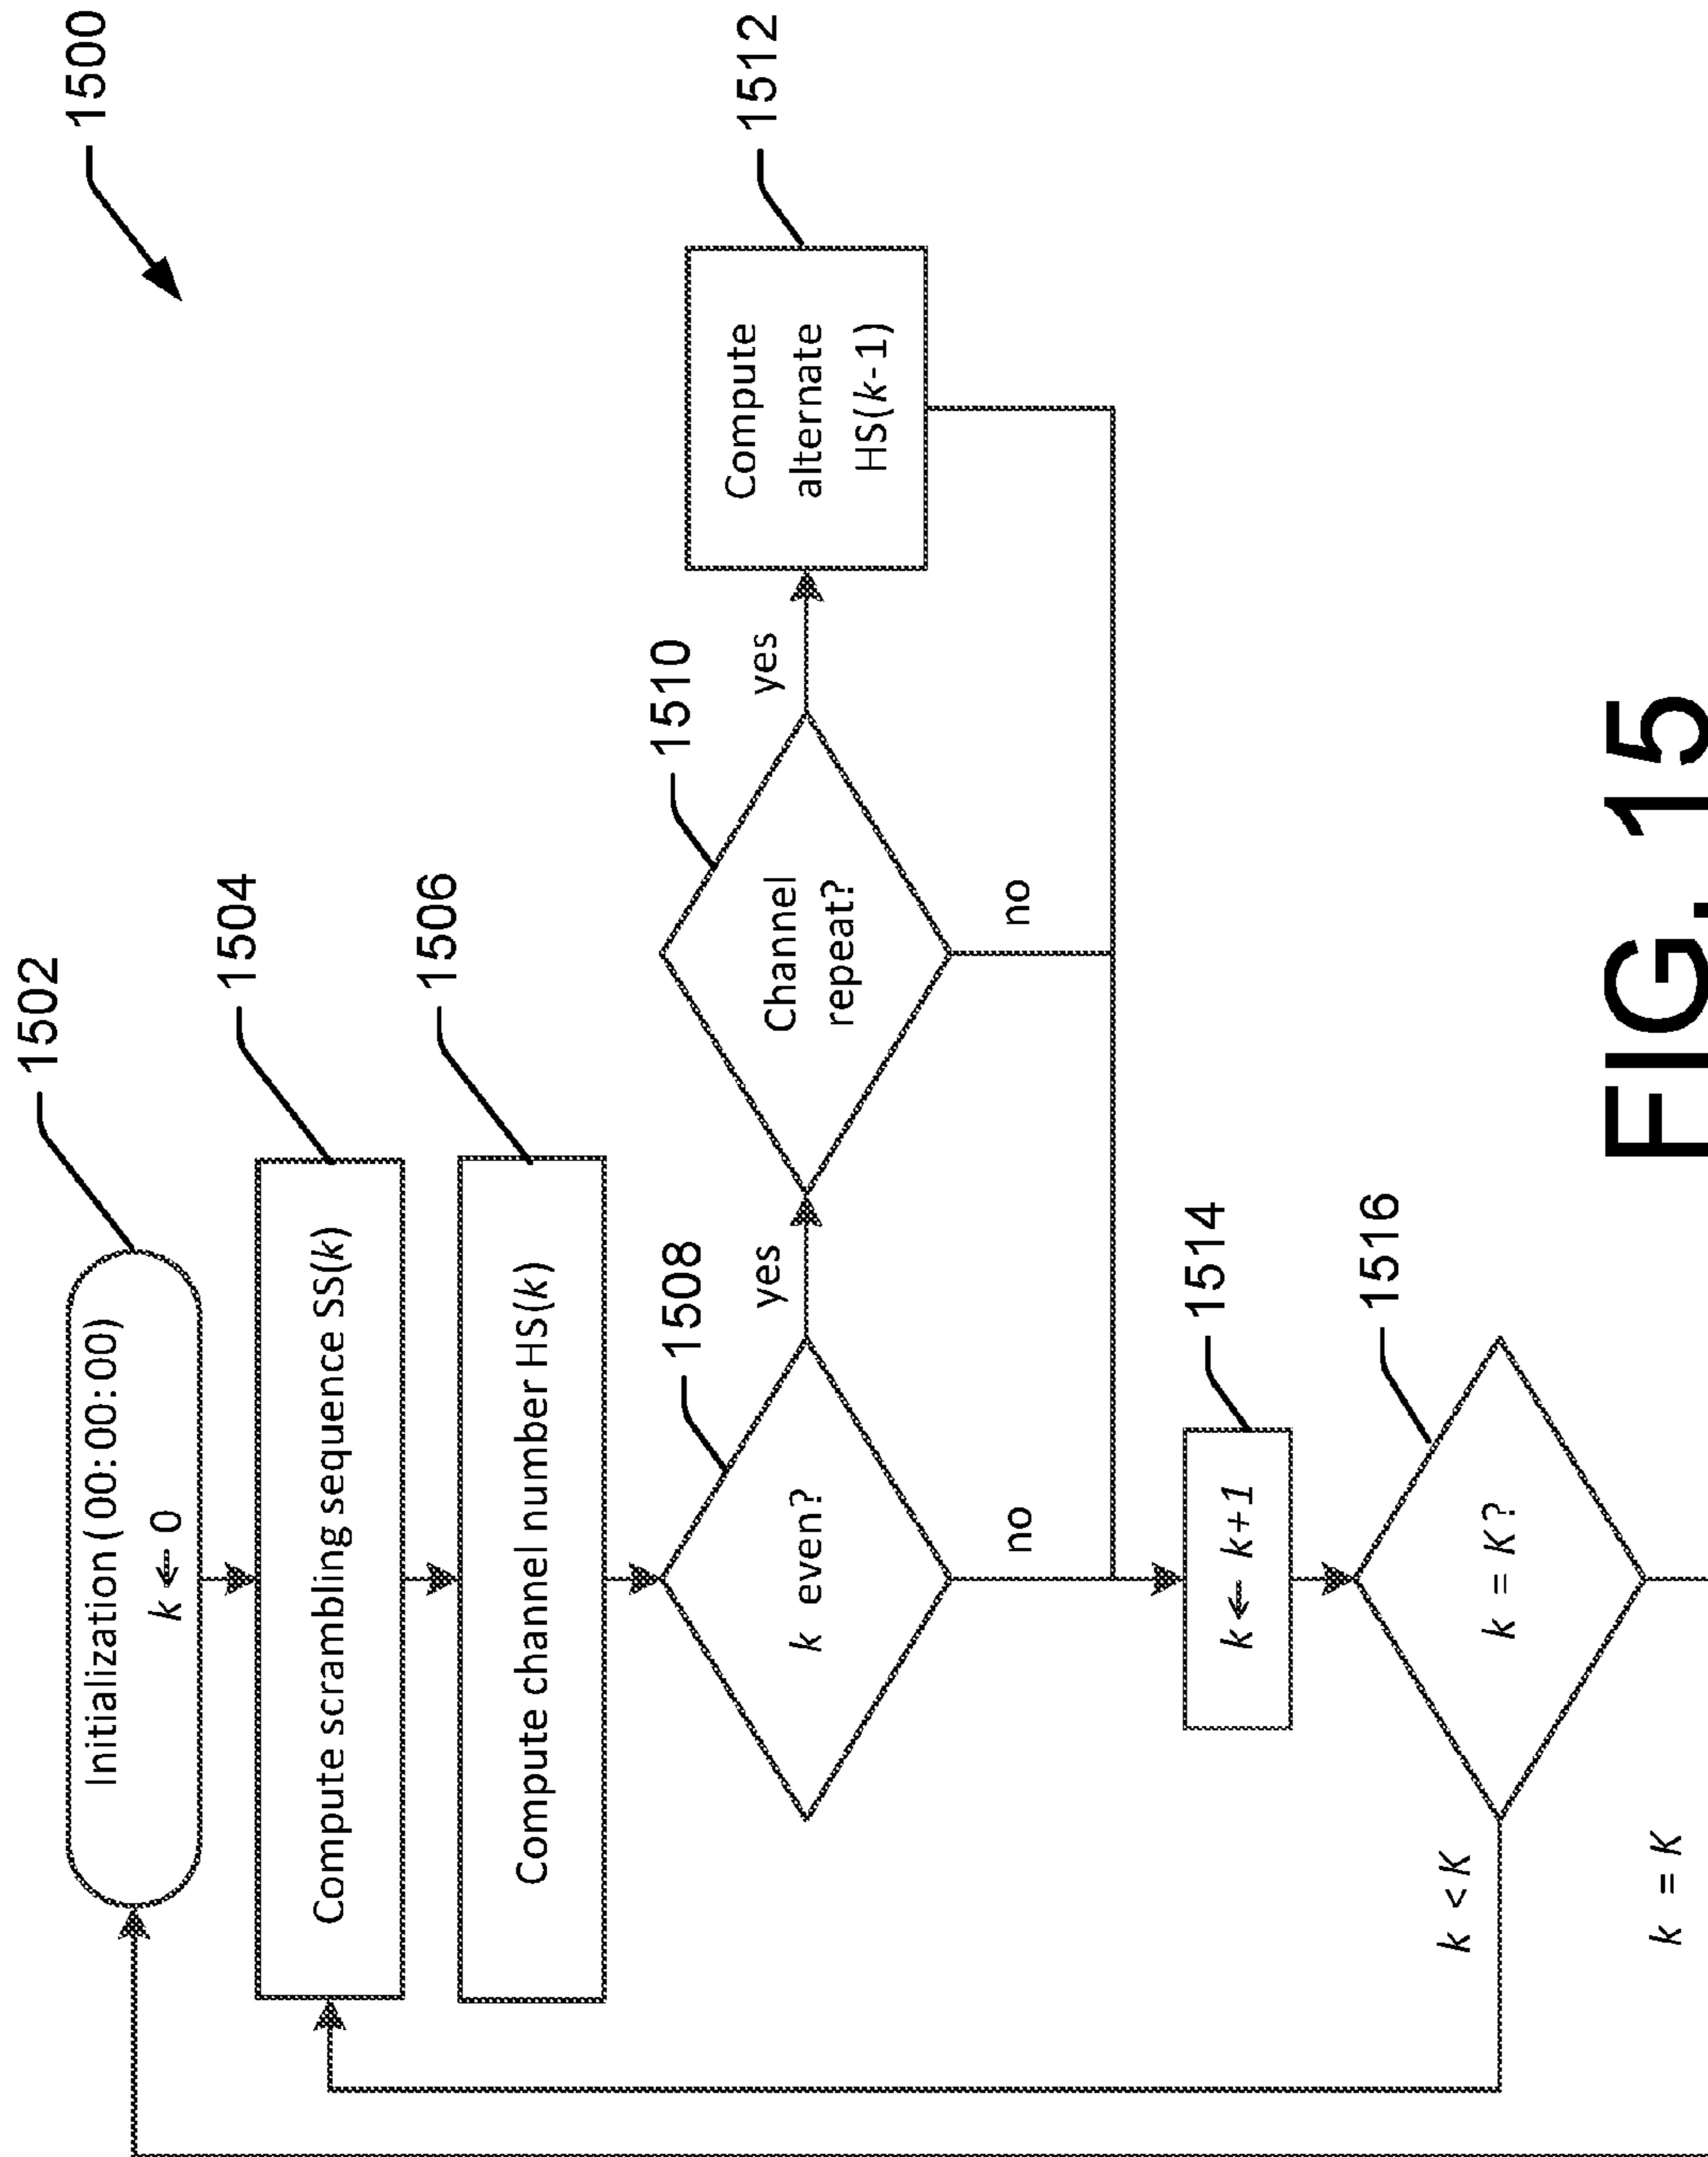 1500
1502
Initialization (00:00:00)
k ← 0
1504
Compute scrambling sequence SS(k)
1506
Compute channel number HS(k)
1508
k even?
yes
no
1510
Channel
repeat?
yes
no
1512
Compute
alternate
HS(k-1)
1514
k ← k+1
1516
k = K?
k < K
k = K
FIG. 15